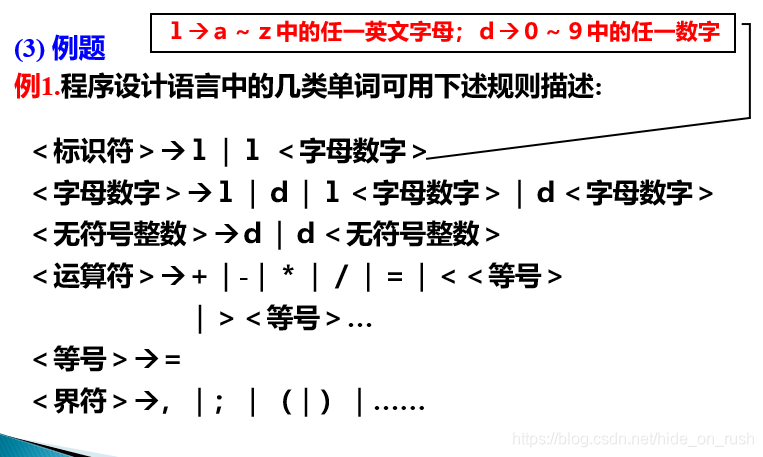 l→a~z中的任一英文字母；d→0~9中的任一数字
(3) 例题
例1.程序设计语言中的几类单词可用下述规则描述:
＜标识符＞→l｜l ＜字母数字＞
＜字母数字＞→l｜d｜l＜字母数字＞｜d＜字母数字＞
＜无符号整数＞→d｜d＜无符号整数＞
＜运算符＞→+｜-｜*｜/｜=｜＜＜等号＞
｜＞＜等号＞…
＜等号＞→=
＜界符＞→，｜；｜（｜）｜……
https://blog.csdn.net/hide_on_rush